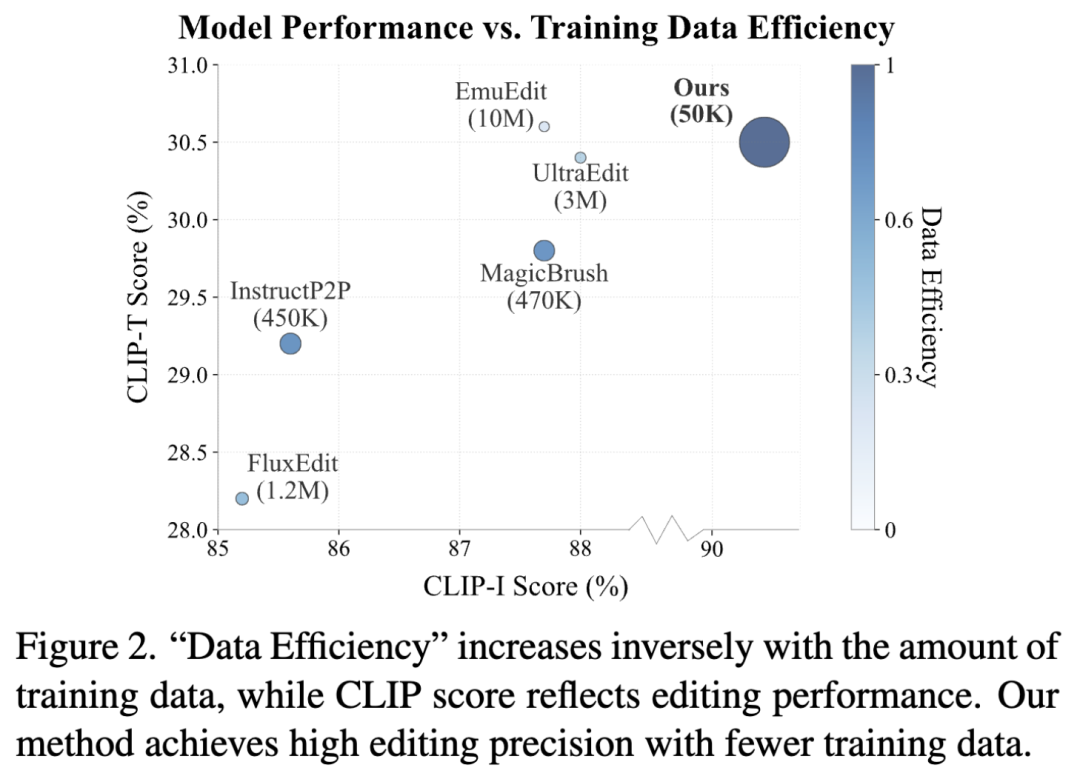 Model Performance vs. Training Data Efficiency
31.0
30.5
30.0
29.5
29.0
28.5
28.0
CLIP-T Score (%)
EmuEdit
(10M)
Ours
(50K)
UltraEdit
(3M)
MagicBrush
(470K)
InstructP2P
(450K)
FluxEdit
(1.2M)
85
86
87
88
90
CLIP-I Score (%)
1
0.6
0.3
0
Data Efficiency
Figure 2. “Data Efficiency” increases inversely with the amount of
training data, while CLIP score reflects editing performance. Our
method achieves high editing precision with fewer training data.